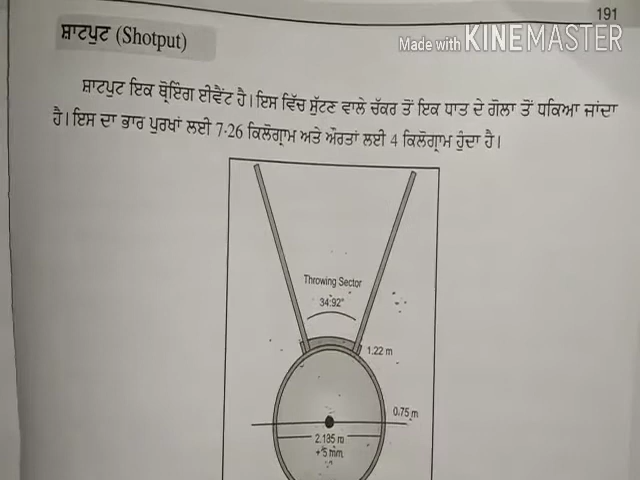 191
Made with KINEMASTER
ਸ਼ਾਟਪੁਟ (Shotput)
ਸ਼ਾਟਪੁਟ ਇਕ ਥ੍ਰੋਇੰਗ ਈਵੈਂਟ ਹੈ। ਇਸ ਵਿੱਚ ਸੁੱਟਣ ਵਾਲੇ ਚੱਕਰ ਤੋਂ ਇਕ ਧਾਤ ਦੇ ਗੋਲਾ ਤੋਂ ਧਕਿਆ ਜਾਂਦਾ
ਹੈ। ਇਸ ਦਾ ਭਾਰ ਪੁਰਖਾਂ ਲਈ 7·26 ਕਿਲੋਗ੍ਰਾਮ ਅਤੇ ਔਰਤਾਂ ਲਈ 4 ਕਿਲੋਗ੍ਰਾਮ ਹੁੰਦਾ ਹੈ।
Throwing Sector
34.92°
1.22 m
0.75 m
2.135 m
+5 mm